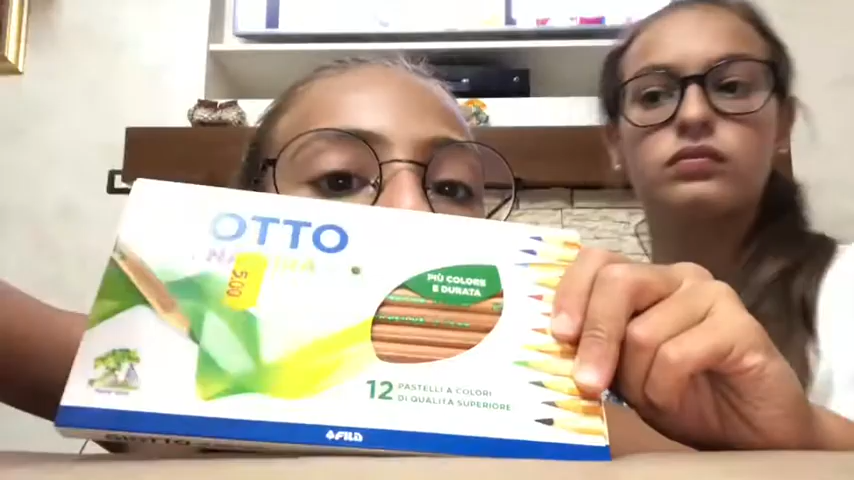 OTTO
5.00
PIÙ COLORE
E DURATA
12 PASTELLI A COLORI
DI QUALITÀ SUPERIORE
FILA